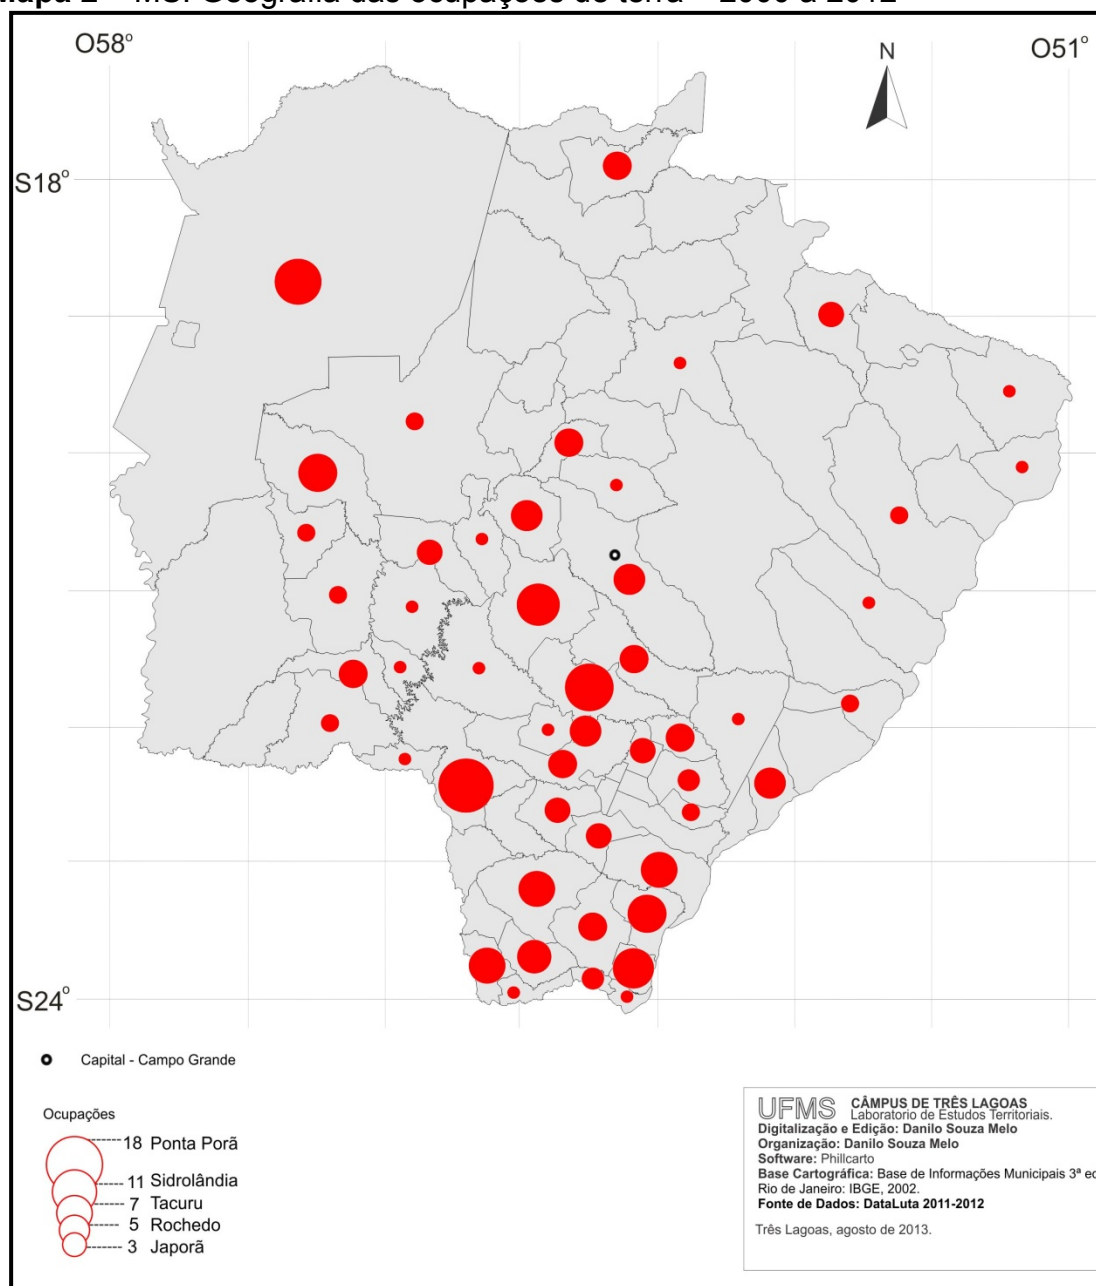 Mapa 2 – MS: Geografia das ocupações de terra – 2000 a 2012
O58°
O51°
N
S18°
S24°
Capital - Campo Grande
Ocupações
18 Ponta Porã
11 Sidrolândia
7 Tacuru
5 Rochedo
3 Japorã
UFMS CÂMPUS DE TRÊS LAGOAS
Laboratorio de Estudos Territoriais.
Digitalização e Edição: Danilo Souza Melo
Organização: Danilo Souza Melo
Software: Phillcarto
Base Cartográfica: Base de Informações Municipais 3ª ed
Rio de Janeiro: IBGE, 2002.
Fonte de Dados: DataLuta 2011-2012
Três Lagoas, agosto de 2013.